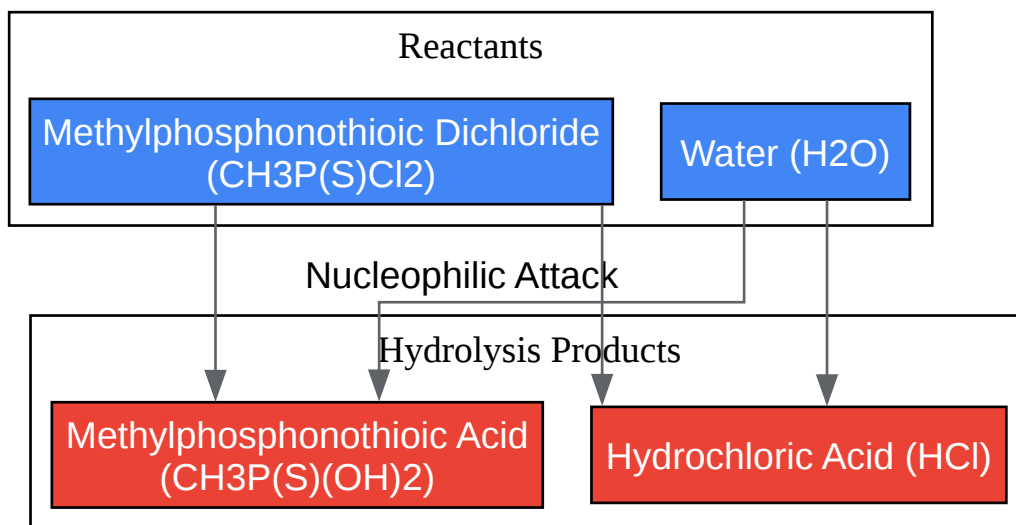 Reactants
Methylphosphonothioic Dichloride
(CH3P(S)Cl2)
Water (H2O)
Nucleophilic Attack
Hydrolysis Products
Methylphosphonothioic Acid
(CH3P(S)(OH)2)
Hydrochloric Acid (HCl)